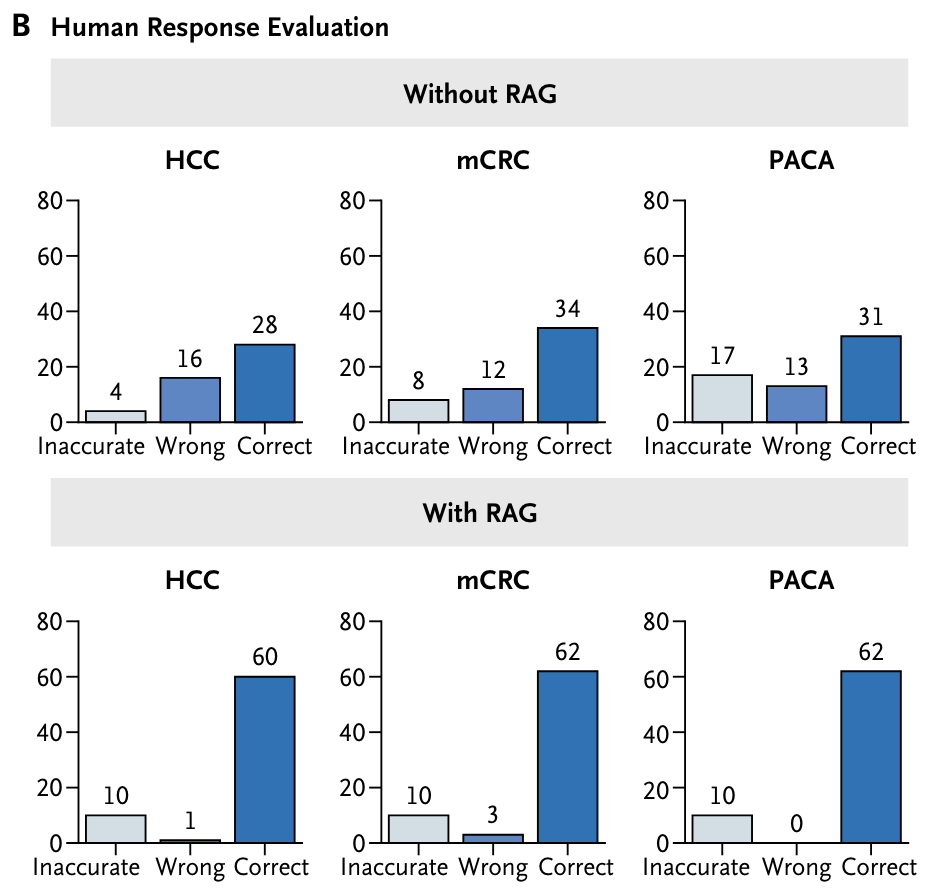 B Human Response Evaluation
Without RAG
HCC mCRC PACA
80 80 80
60 60 60
40 40 40
20 20 20
0 0 0
4 16 28 8 12 34 17 13 31
Inaccurate Wrong Correct Inaccurate Wrong Correct Inaccurate Wrong Correct
With RAG
HCC mCRC PACA
80 80 80
60 60 60
40 40 40
20 20 20
0 0 0
10 1 60 10 3 62 10 0 62
Inaccurate Wrong Correct Inaccurate Wrong Correct Inaccurate Wrong Correct